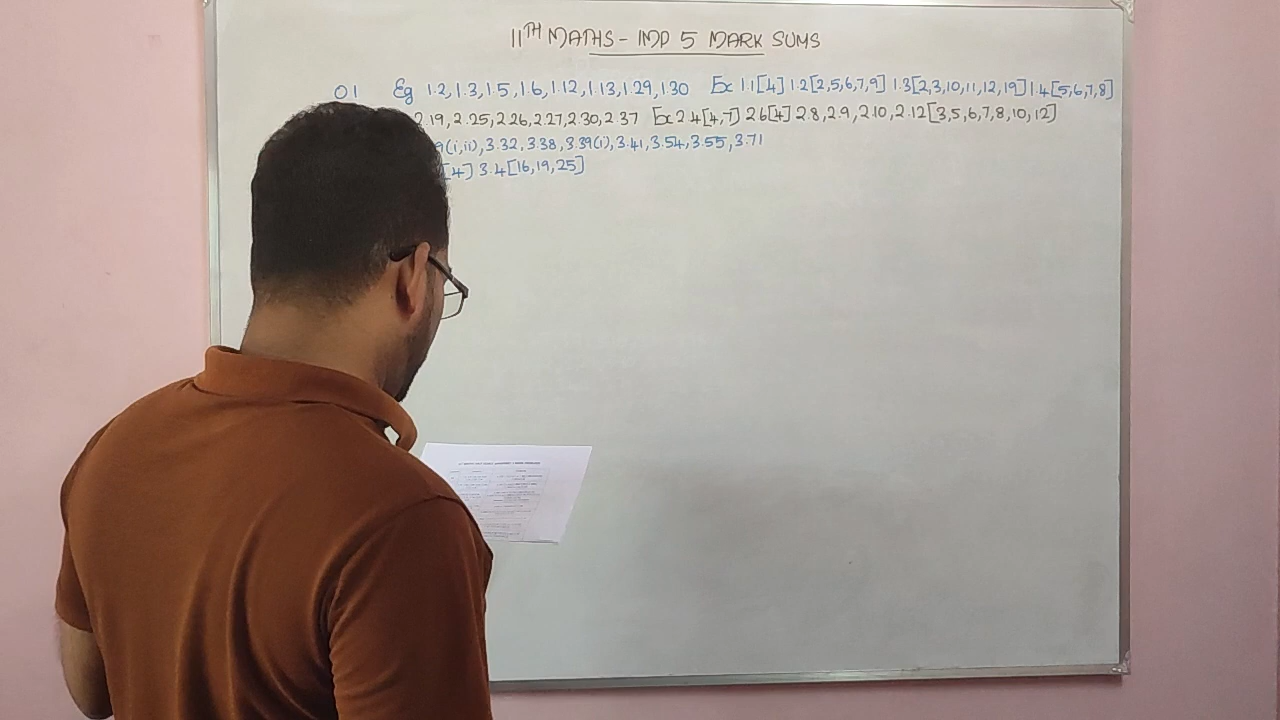 11TH MATHS - IMP 5 MARK SUMS
01 Eg 1.2, 1.3, 1.5, 1.6, 1.12, 1.13, 1.29, 1.30 Ex 1.1[4] 1.2[2,5,6,7,9] 1.3[2,3,10,11,12,19] 1.4[5,6,7,8]
2.19, 2.25, 2.26, 2.27, 2.30, 2.37 Ex 2.4[4,7] 2.6[4] 2.8, 2.9, 2.10, 2.12[3,5,6,7,8,10,12]
9(i,ii), 3.32, 3.38, 3.39(i), 3.41, 3.54, 3.55, 3.71
[4] 3.4[16,19,25]